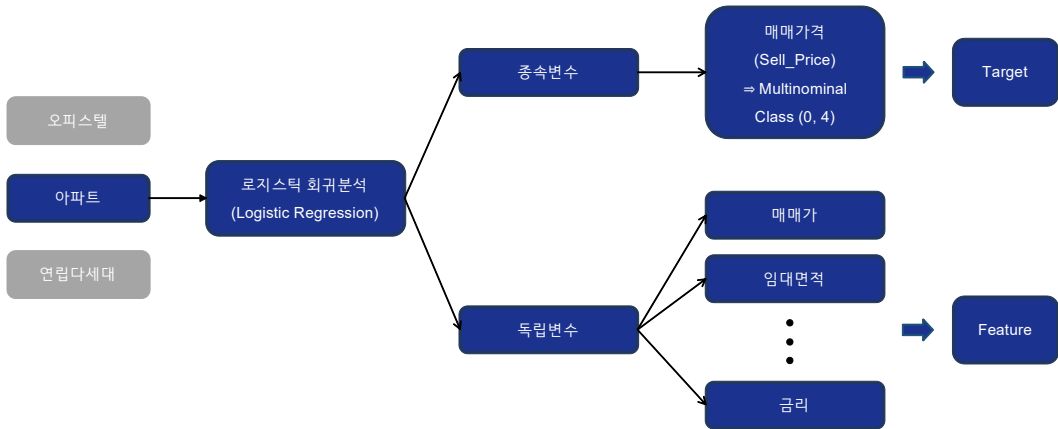 오피스텔
아파트
연립다세대
로지스틱 회귀분석
(Logistic Regression)
종속변수
매매가격
(Sell_Price)
⇒ Multinominal
Class (0, 4)
Target
독립변수
매매가
임대면적
금리
Feature